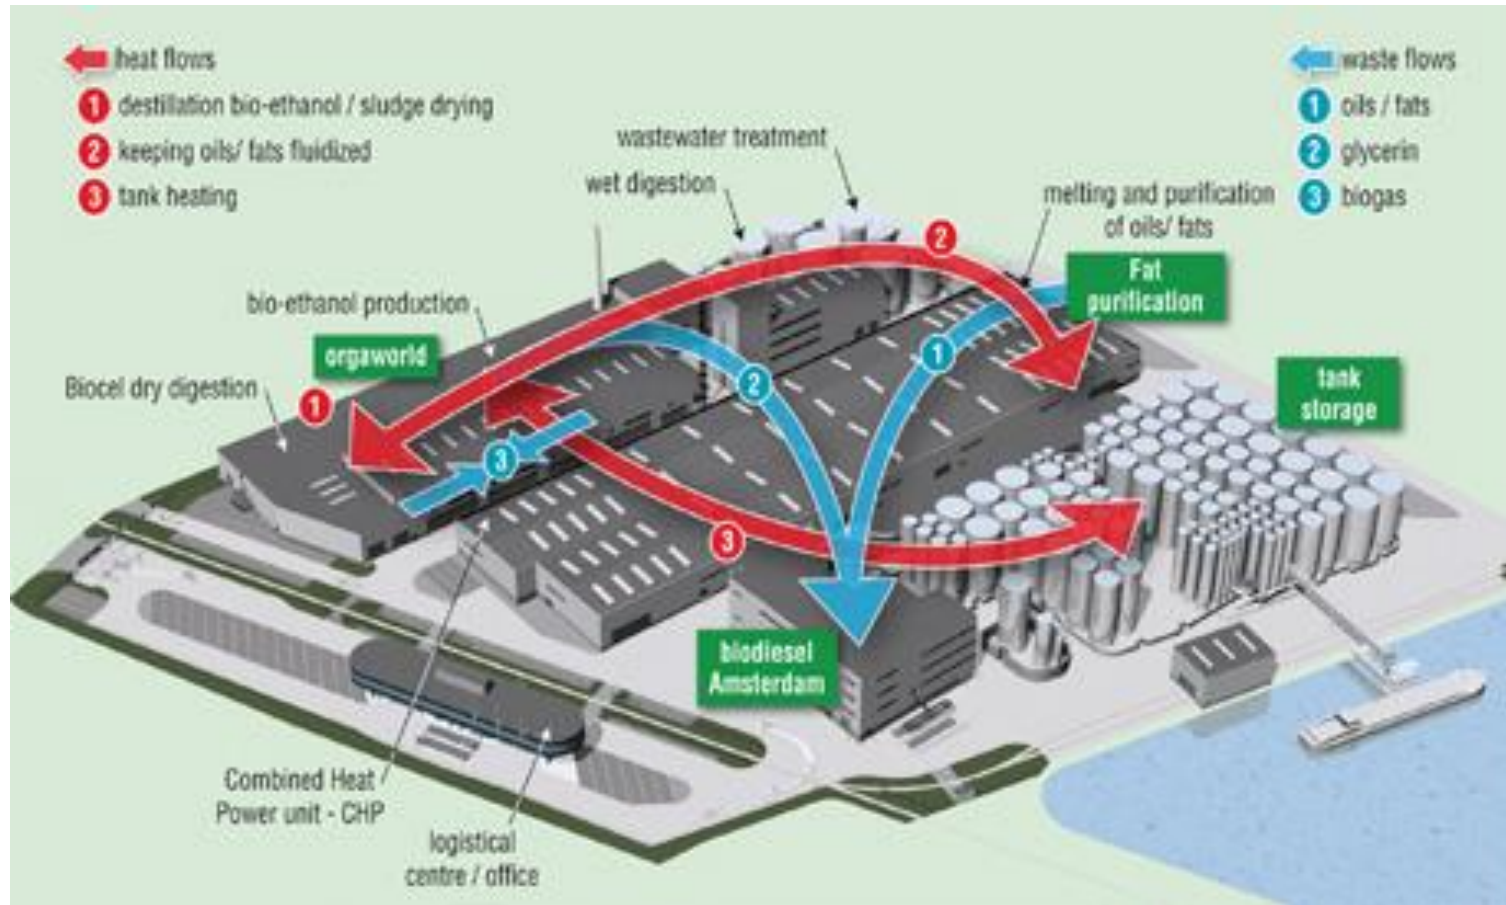 heat flows
1 destillation bio-ethanol / sludge drying
2 keeping oils/ fats fluidized
3 tank heating
waste flows
1 oils / fats
2 glycerin
3 biogas
wastewater treatment
wet digestion
melting and purification
of oils/ fats
2
Fat
purification
bio-ethanol production
orgaworld
1
2
tank
storage
Biocel dry digestion
1
3
3
biodiesel
Amsterdam
Combined Heat
Power unit - CHP
logistical
centre / office